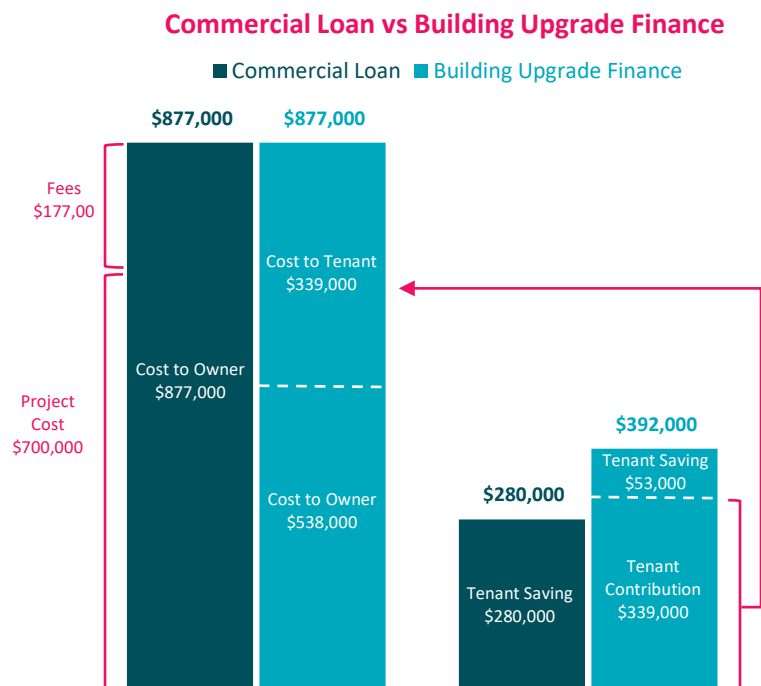 Commercial Loan vs Building Upgrade Finance
Commercial Loan Building Upgrade Finance
$877,000 $877,000
Fees
$177,00
Cost to Tenant
$339,000
Cost to Owner
$877,000
Project
Cost
$700,000
Cost to Owner
$538,000
$392,000
Tenant Saving
$53,000
$280,000
Tenant Saving
$280,000
Tenant
Contribution
$339,000